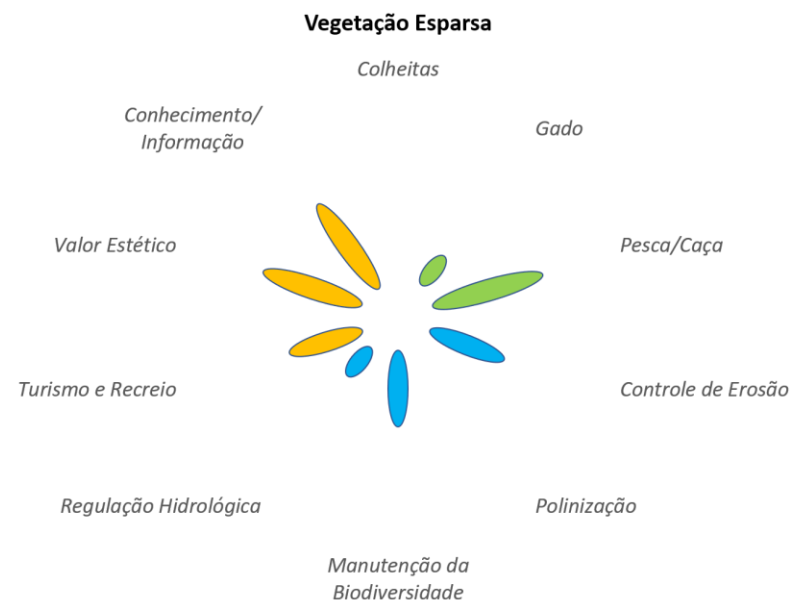 Vegetação Esparsa
Colheitas
Conhecimento/
Informação
Gado
Valor Estético
Pesca/Caça
Turismo e Recreio
Controle de Erosão
Regulação Hidrológica
Polinização
Manutenção da
Biodiversidade